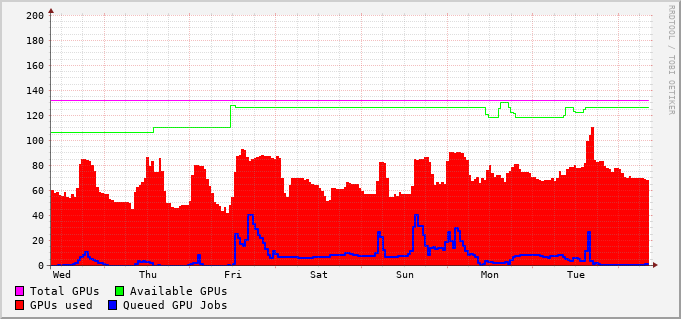 RRDTOOL / TOBI OETIKER
200
180
160
140
120
100
80
60
40
20
0
Wed Thu Fri Sat Sun Mon Tue
Total GPUs Available GPUs
GPUs used Queued GPU Jobs